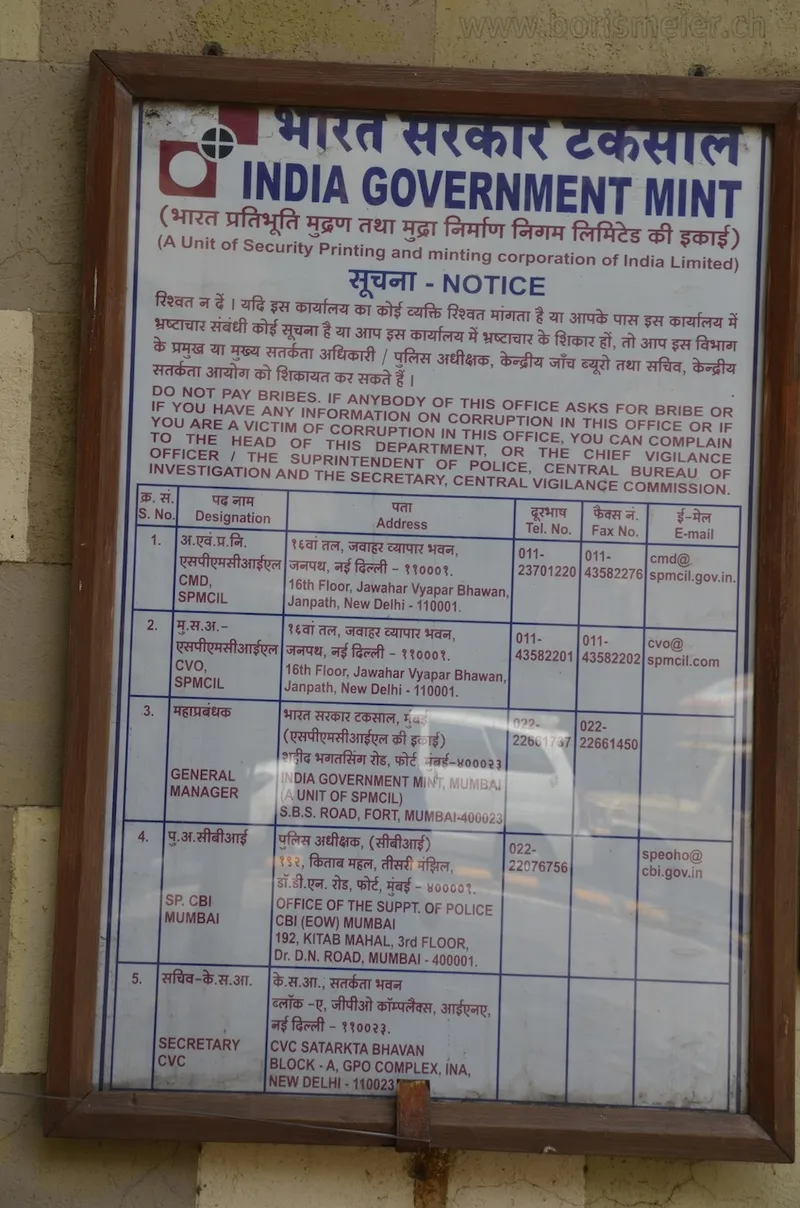 www.borismeier.ch
भारत सरकार टकसाल
INDIA GOVERNMENT MINT
(भारत प्रतिभूति मुद्रण तथा मुद्रा निर्माण निगम लिमिटेड की इकाई)
(A Unit of Security Printing and minting corporation of India Limited)
सूचना - NOTICE
रिश्वत न दें । यदि इस कार्यालय का कोई व्यक्ति रिश्वत मांगता है या आपके पास इस कार्यालय में
भ्रष्टाचार संबंधी कोई सूचना है या आप इस कार्यालय में भ्रष्टाचार के शिकार हों, तो आप इस विभाग
के प्रमुख या मुख्य सतर्कता अधिकारी / पुलिस अधीक्षक, केन्द्रीय जाँच ब्यूरो तथा सचिव, केन्द्रीय
सतर्कता आयोग को शिकायत कर सकते हैं ।
DO NOT PAY BRIBES. IF ANYBODY OF THIS OFFICE ASKS FOR BRIBE OR
IF YOU HAVE ANY INFORMATION ON CORRUPTION IN THIS OFFICE OR IF
YOU ARE A VICTIM OF CORRUPTION IN THIS OFFICE, YOU CAN COMPLAIN
TO THE HEAD OF THIS DEPARTMENT, OR THE CHIEF VIGILANCE
OFFICER / THE SUPRINTENDENT OF POLICE, CENTRAL BUREAU OF
INVESTIGATION AND THE SECRETARY, CENTRAL VIGILANCE COMMISSION.
क्र. सं. पद नाम पता दूरभाष फैक्स नं. ई-मेल
S. No. Designation Address Tel. No. Fax No. E-mail
1. अ.एवं.प्र.नि. १६वां तल, जवाहर व्यापार भवन, 011- 011- cmd@
एसपीएमसीआईएल जनपथ, नई दिल्ली - ११०००१. 23701220 43582276 spmcil.gov.in.
CMD, 16th Floor, Jawahar Vyapar Bhawan,
SPMCIL Janpath, New Delhi - 110001.
2. मु.स.अ.- १६वां तल, जवाहर व्यापार भवन, 011- 011- cvo@
एसपीएमसीआईएल जनपथ, नई दिल्ली - ११०००१. 43582201 43582202 spmcil.com
CVO, 16th Floor, Jawahar Vyapar Bhawan,
SPMCIL Janpath, New Delhi - 110001.
3. महाप्रबंधक भारत सरकार टकसाल, मुंबई 022- 022-
(एसपीएमसीआईएल की इकाई) 22661737 22661450
शहीद भगतसिंग रोड, फोर्ट मुंबई-४०००२३
GENERAL INDIA GOVERNMENT MINT, MUMBAI
MANAGER (A UNIT OF SPMCIL)
S.B.S. ROAD, FORT, MUMBAI-400023
4. पु.अ.सीबीआई पुलिस अधीक्षक, (सीबीआई) 022- speoho@
१९२, किताब महल, तीसरी मंझिल, 22076756 cbi.gov.in
डॉ.डी.एन. रोड, फोर्ट, मुंबई - ४००००१.
SP. CBI OFFICE OF THE SUPPT. OF POLICE
MUMBAI CBI (EOW) MUMBAI
192, KITAB MAHAL, 3rd FLOOR,
Dr. D.N. ROAD, MUMBAI - 400001.
5. सचिव-के.स.आ. के.स.आ., सतर्कता भवन
ब्लॉक -ए, जीपीओ कॉम्पलैक्स, आईएनए,
नई दिल्ली - ११००२३.
SECRETARY CVC SATARKTA BHAVAN
CVC BLOCK - A, GPO COMPLEX, INA,
NEW DELHI - 110023